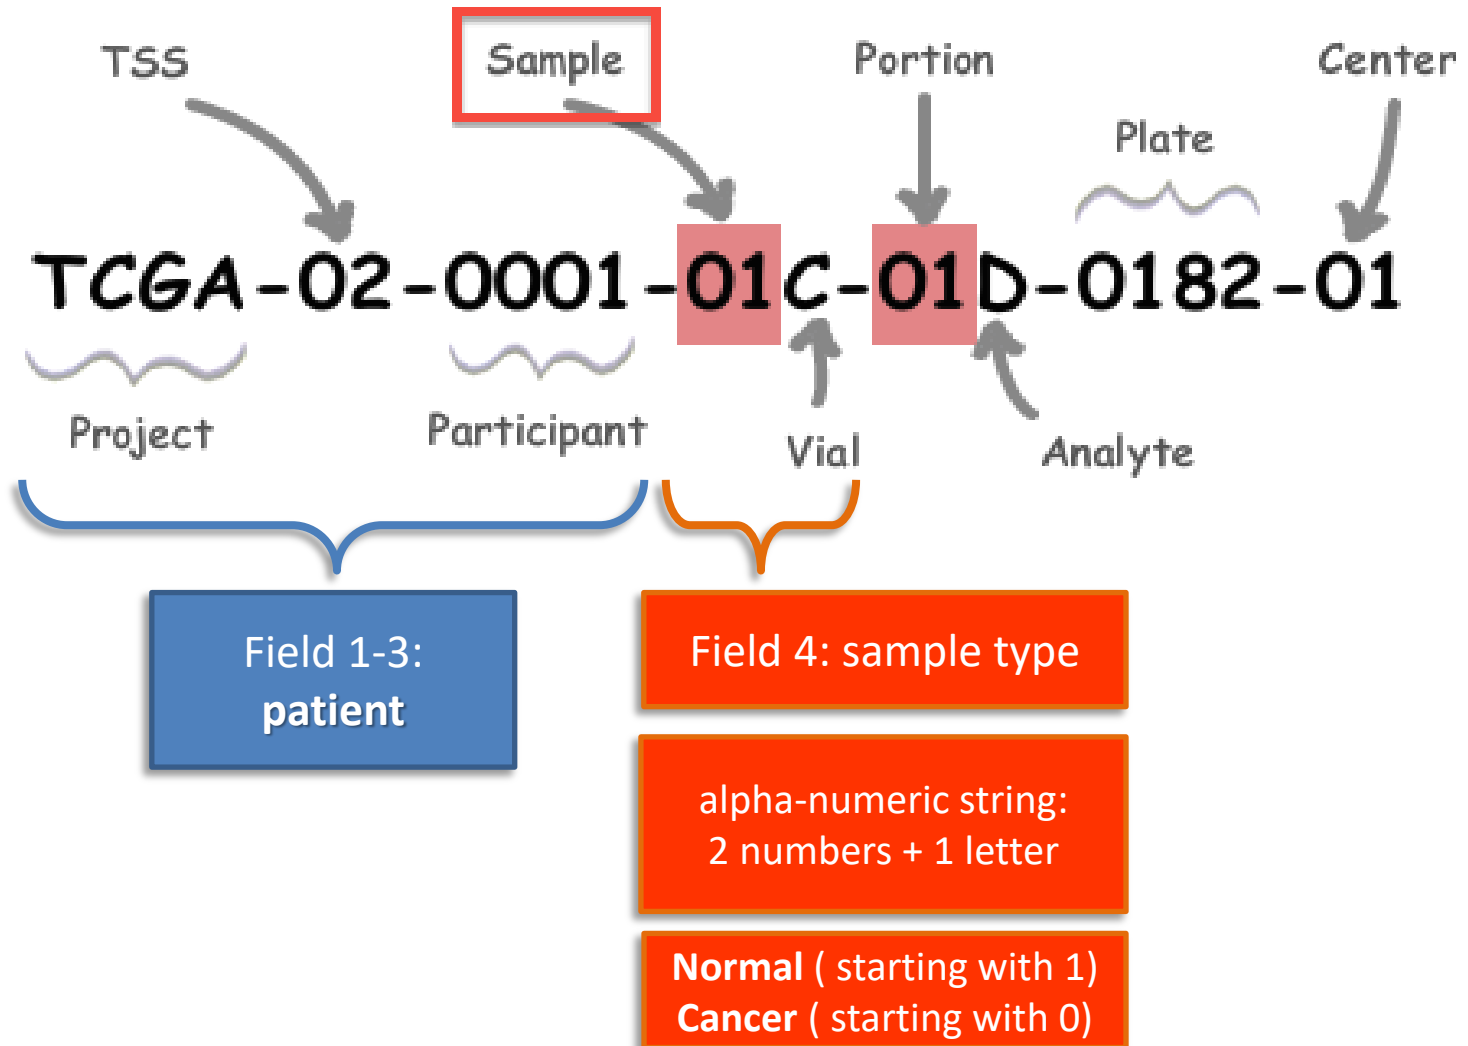 TSS
Sample
Portion
Center
Plate
TCGA-02-0001-01C-01D-0182-01
Project
Participant
Vial
Analyte
Field 1-3:
patient
Field 4: sample type
alpha-numeric string:
2 numbers + 1 letter
Normal ( starting with 1)
Cancer ( starting with 0)